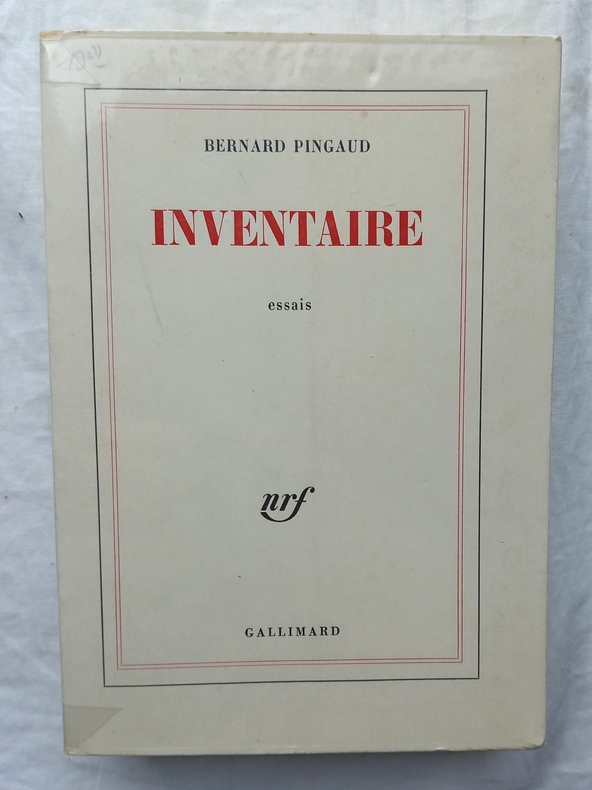 BERNARD PINGAUD
INVENTAIRE
essais
nrf
GALLIMARD